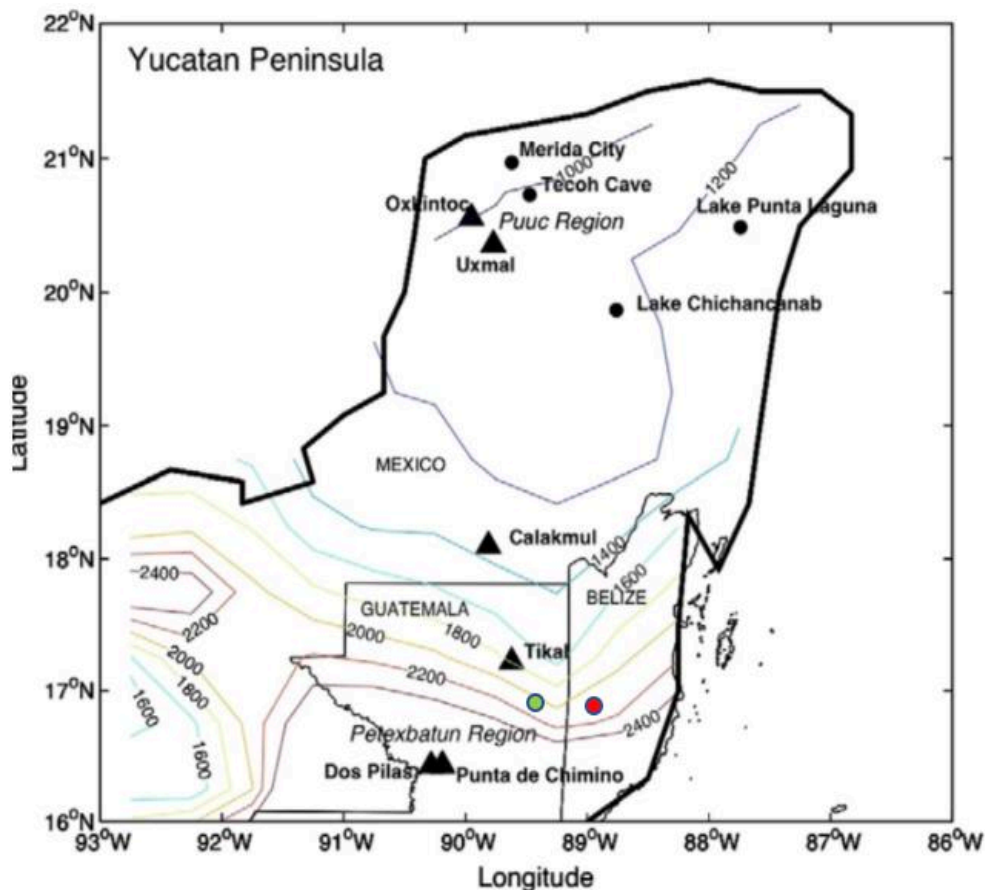 22°N
Yucatan Peninsula
21°N
Merida City
1000
Tecoh Cave
1200
Oxkintoc
Puuc Region
Lake Punta Laguna
Uxmal
20°N
Lake Chichancanab
19°N
Latitude
MEXICO
18°N
Calakmul
1400
1600
BELIZE
2400
GUATEMALA
2200
2000
1800
2000
Tikal
2200
17°N
1800
2400
1600
1600
Petexbatun Region
Dos Pilas
Punta de Chimino
16°N
93°W 92°W 91°W 90°W 89°W 88°W 87°W 86°W
Longitude